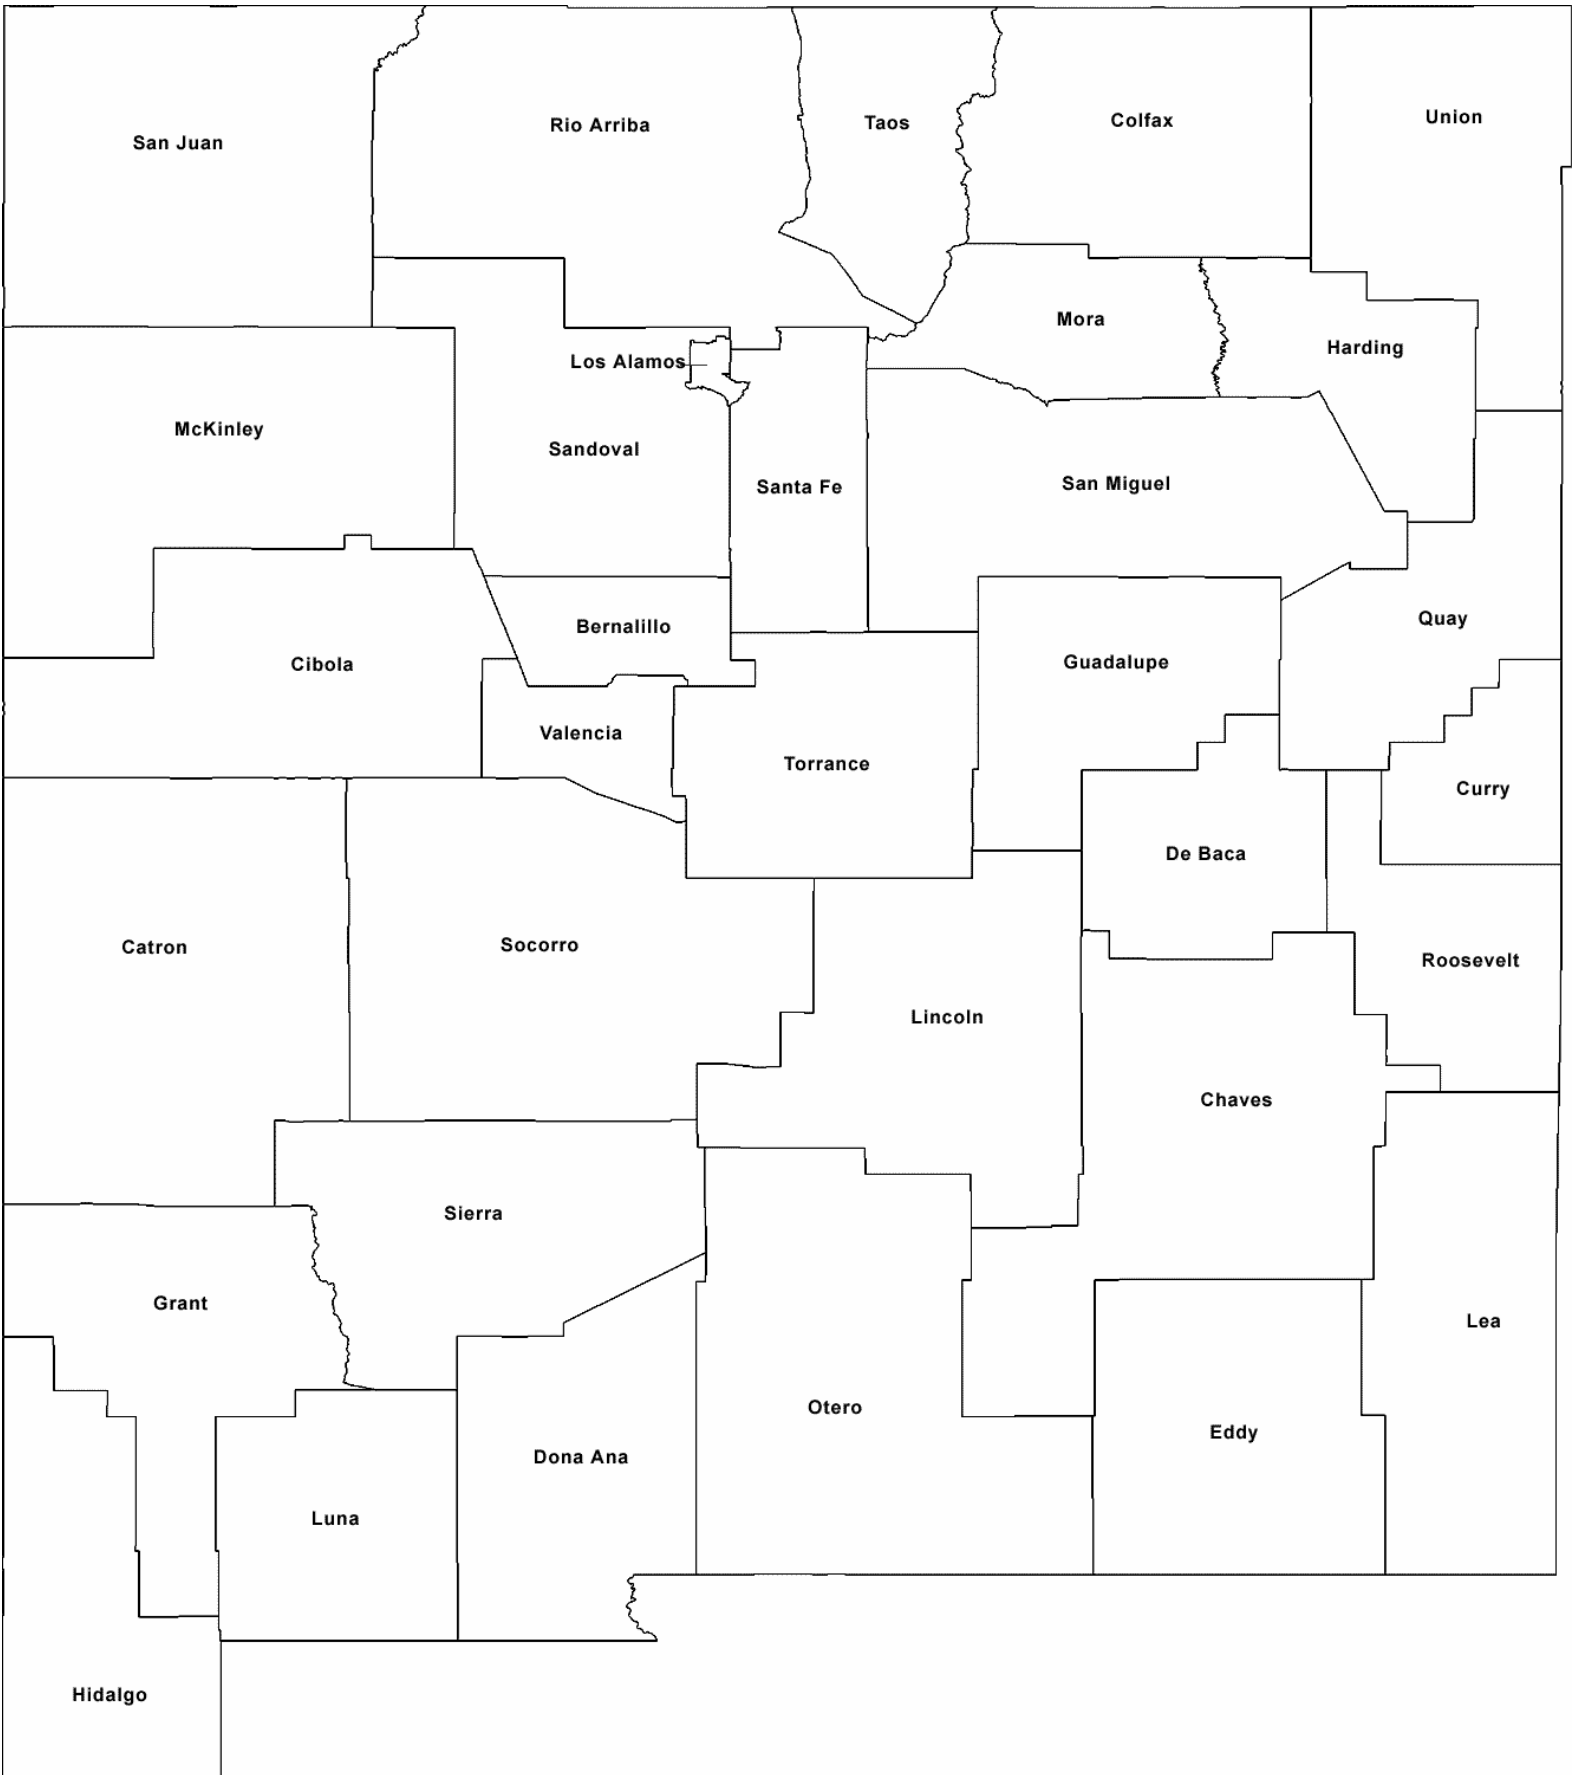 San Juan
Rio Arriba
Taos
Colfax
Union
Mora
Harding
Los Alamos
McKinley
Sandoval
Santa Fe
San Miguel
Bernalillo
Quay
Cibola
Guadalupe
Valencia
Torrance
Curry
De Baca
Catron
Socorro
Roosevelt
Lincoln
Chaves
Sierra
Grant
Lea
Otero
Eddy
Dona Ana
Luna
Hidalgo